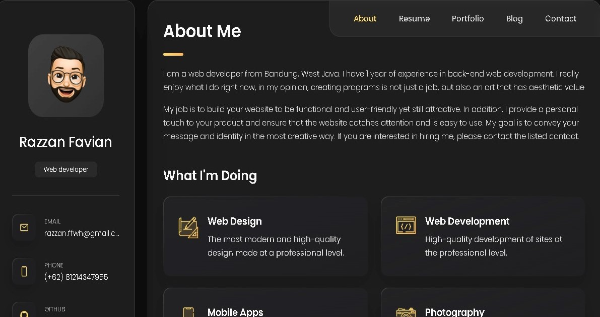 About
Resume
Portfolio
Blog
Contact
About Me
I am a web developer from Bandung, West Java. I have 1 year of experience in back-end web development. I really
enjoy what I do right now, in my opinion, creating programs is not just a job, but also an art that has aesthetic value.
My job is to build your website to be functional and user-friendly yet still attractive. In addition, I provide a personal
touch to your product and ensure that the website catches attention and is easy to use. My goal is to convey your
message and identity in the most creative way. If you are interested in hiring me, please contact the listed contact.
Razzan Favian
Web developer
EMAIL
razzan.ffwh@gmail.c...
PHONE
(+62) 81214347955
GITHUB
What I'm Doing
Web Design
The most modern and high-quality
design made at a professional level.
Web Development
High-quality development of sites at
the professional level.
Mobile Apps
Photography